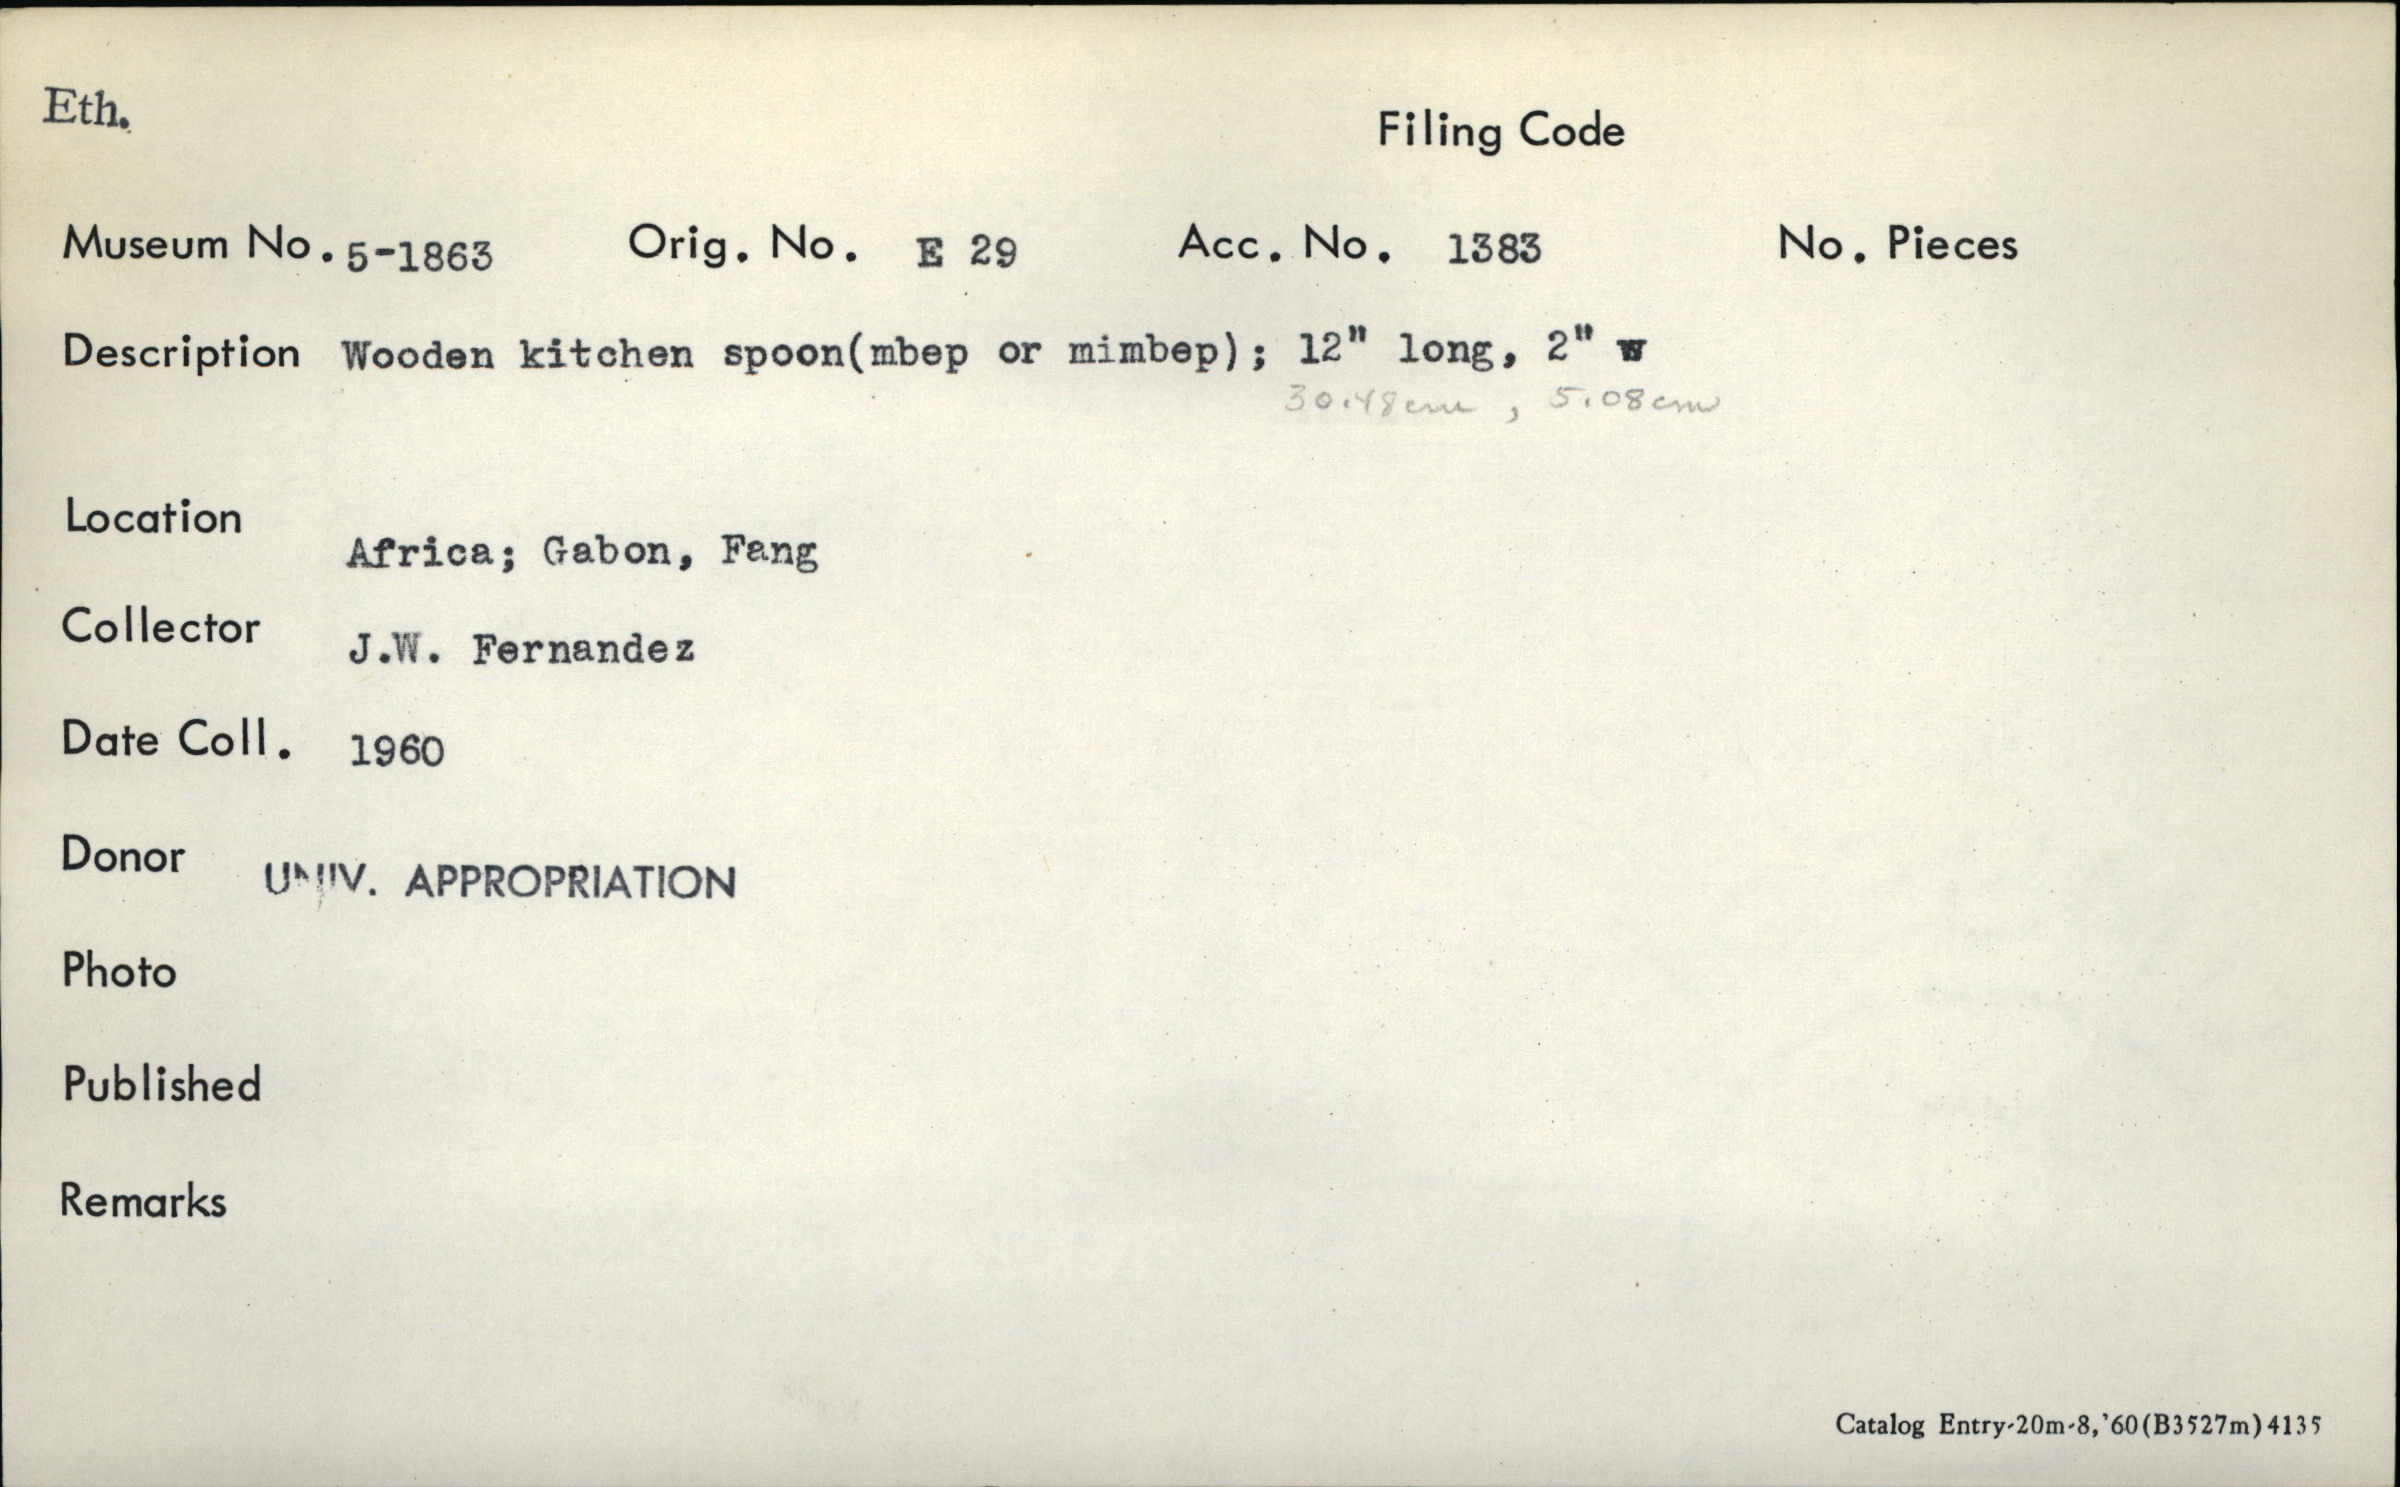 Eth.
Filing Code
Museum No. 5-1863 Orig. No. E 29 Acc. No. 1383 No. Pieces
Description Wooden kitchen spoon(mbep or mimbep); 12" long, 2" w
30.48cm , 5.08cm
Location
Africa; Gabon, Fang
Collector
J.W. Fernandez
Date Coll. 1960
Donor
UNIV. APPROPRIATION
Photo
Published
Remarks
Catalog Entry-20m-8,'60(B3527m)4135